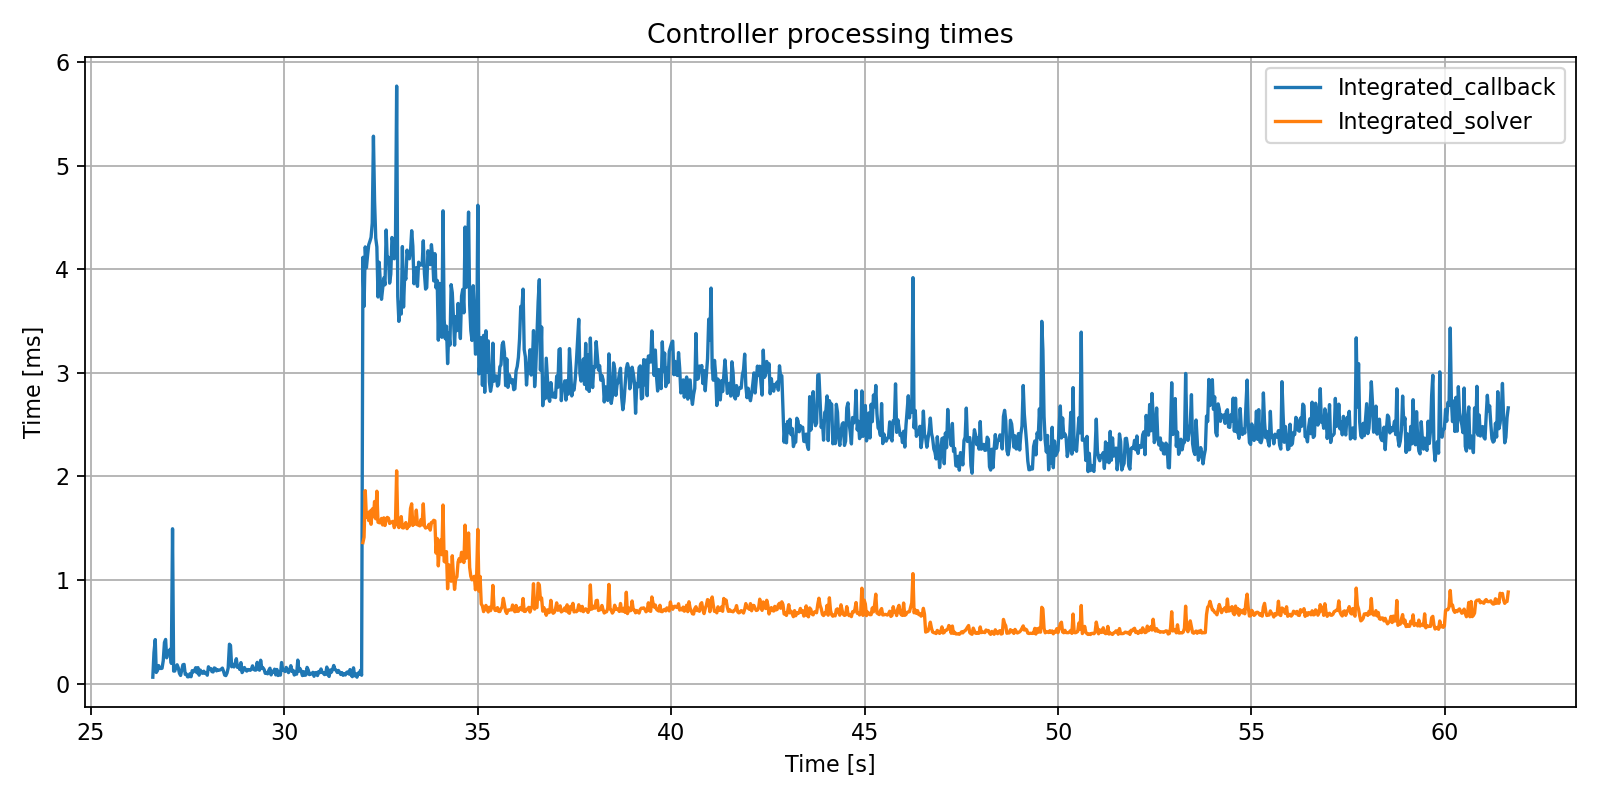 Controller processing times
Integrated_callback
Integrated_solver
Time [ms]
6
5
4
3
2
1
0
25 30 35 40 45 50 55 60
Time [s]